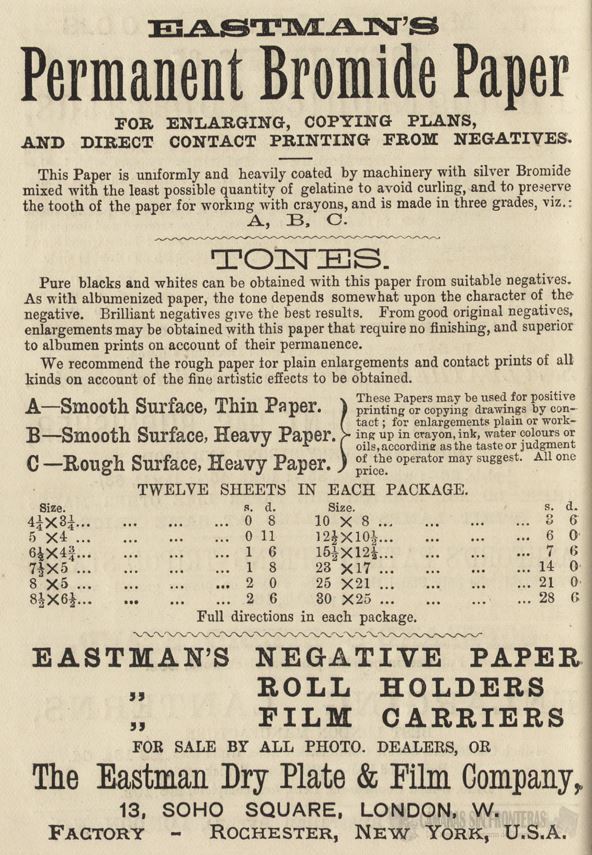 EASTMAN'S
Permanent Bromide Paper
FOR ENLARGING, COPYING PLANS,
AND DIRECT CONTACT PRINTING FROM NEGATIVES.
This Paper is uniformly and heavily coated by machinery with silver Bromide
mixed with the least possible quantity of gelatine to avoid curling, and to preserve
the tooth of the paper for working with crayons, and is made in three grades, viz.:
A, B, C.
TONES.
Pure blacks and whites can be obtained with this paper from suitable negatives.
As with albumenized paper, the tone depends somewhat upon the character of the
negative. Brilliant negatives give the best results. From good original negatives,
enlargements may be obtained with this paper that require no finishing, and superior
to albumen prints on account of their permanence.
We recommend the rough paper for plain enlargements and contact prints of all
kinds on account of the fine artistic effects to be obtained.
A—Smooth Surface, Thin Paper.
B—Smooth Surface, Heavy Paper.
C—Rough Surface, Heavy Paper.
These Papers may be used for positive
printing or copying drawings by con-
tact; for enlargements plain or work-
ing up in crayon, ink, water colours or
oils, according as the taste or judgment
of the operator may suggest. All one
price.
TWELVE SHEETS IN EACH PACKAGE.
Size. s. d. Size. s. d.
4¼×3¼... ... ... ... 0 8 10 × 8 ... ... ... ... 3 6
5 ×4 ... ... ... ... 0 11 12½×10½... ... ... ... 6 0
6½×4¾... ... ... ... 1 6 15½×12½... ... ... ... 7 6
7½×5 ... ... ... ... 1 8 23 ×17 ... ... ... ... 14 0
8 ×5 ... ... ... ... 2 0 25 ×21 ... ... ... ... 21 0
8½×6½... ... ... ... 2 6 30 ×25 ... ... ... ... 28 6
Full directions in each package.
EASTMAN'S NEGATIVE PAPER
„ ROLL HOLDERS
„ FILM CARRIERS
FOR SALE BY ALL PHOTO. DEALERS, OR
The Eastman Dry Plate & Film Company,
13, SOHO SQUARE, LONDON, W.
FACTORY - ROCHESTER, NEW YORK, U.S.A.